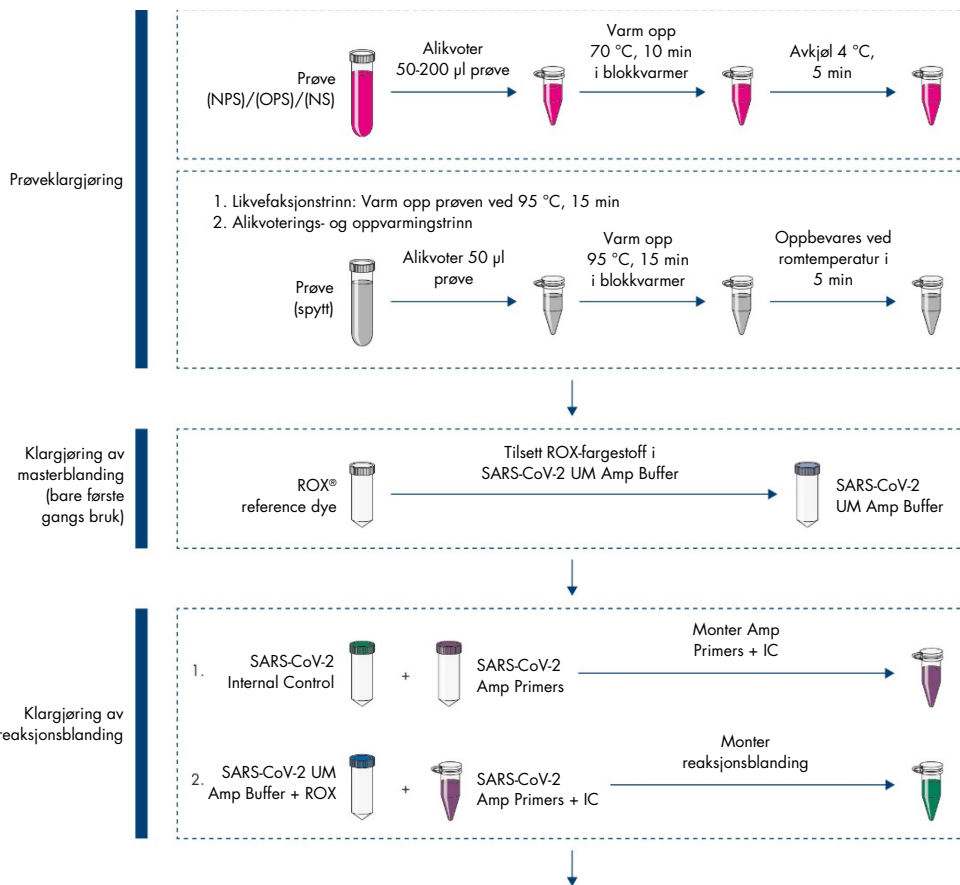 Prøveklargjøring
Prøve
(NPS)/(OPS)/(NS)
Alikvoter
50-200 µl prøve
Varm opp
70 °C, 10 min
i blokkvarmer
Avkjøl 4 °C,
5 min
1. Likvefaksjonstrinn: Varm opp prøven ved 95 °C, 15 min
2. Alikvoterings- og oppvarmingstrinn
Prøve
(spytt)
Alikvoter 50 µl
prøve
Varm opp
95 °C, 15 min
i blokkvarmer
Oppbevares ved
romtemperatur i
5 min
Klargjøring av
masterblanding
(bare første
gangs bruk)
ROX®
reference dye
Tilsett ROX-fargestoff i
SARS-CoV-2 UM Amp Buffer
SARS-CoV-2
UM Amp Buffer
Klargjøring av
reaksjonsblanding
1.
SARS-CoV-2
Internal Control
+
SARS-CoV-2
Amp Primers
Monter Amp
Primers + IC
2.
SARS-CoV-2 UM
Amp Buffer + ROX
+
SARS-CoV-2
Amp Primers + IC
Monter
reaksjonsblanding